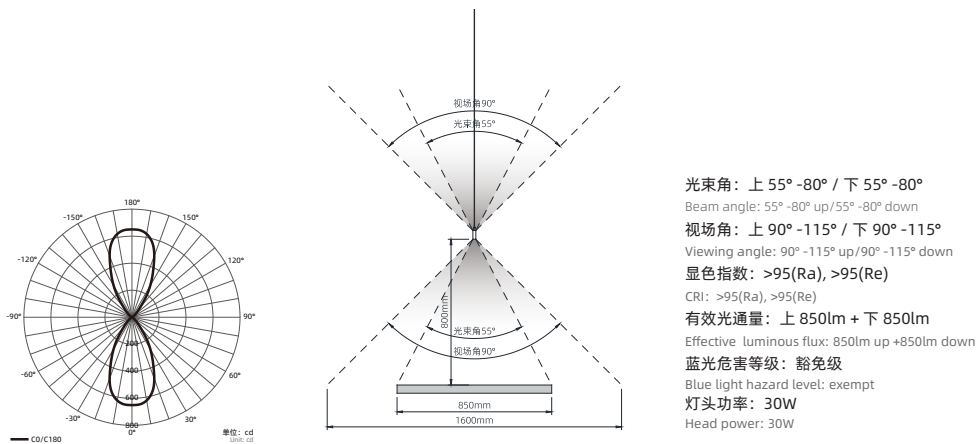 180°
-150°
150°
-120°
120°
-90°
90°
-60°
60°
-30°
30°
0°
200
400
600
800
C0/C180
单位：cd
Unit: cd
视场角90°
光束角55°
800mm
光束角55°
视场角90°
850mm
1600mm
光束角：上 55° -80° / 下 55° -80°
Beam angle: 55° -80° up/55° -80° down
视场角：上 90° -115° / 下 90° -115°
Viewing angle: 90° -115° up/90° -115° down
显色指数：>95(Ra), >95(Re)
CRI：>95(Ra), >95(Re)
有效光通量：上 850lm + 下 850lm
Effective luminous flux: 850lm up +850lm down
蓝光危害等级：豁免级
Blue light hazard level: exempt
灯头功率：30W
Head power: 30W